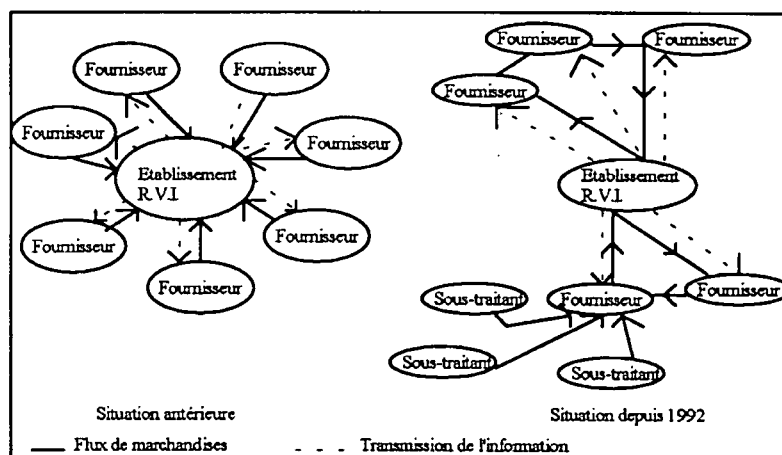 Fournisseur
Fournisseur
Fournisseur
Fournisseur
Etablissement
R.V.I.
Fournisseur
Fournisseur
Fournisseur
Situation antérieure
Fournisseur
Fournisseur
Fournisseur
Etablissement
R.V.I.
Sous-traitant
Fournisseur
Fournisseur
Sous-traitant
Sous-traitant
Situation depuis 1992
Flux de marchandises
Transmission de l'information